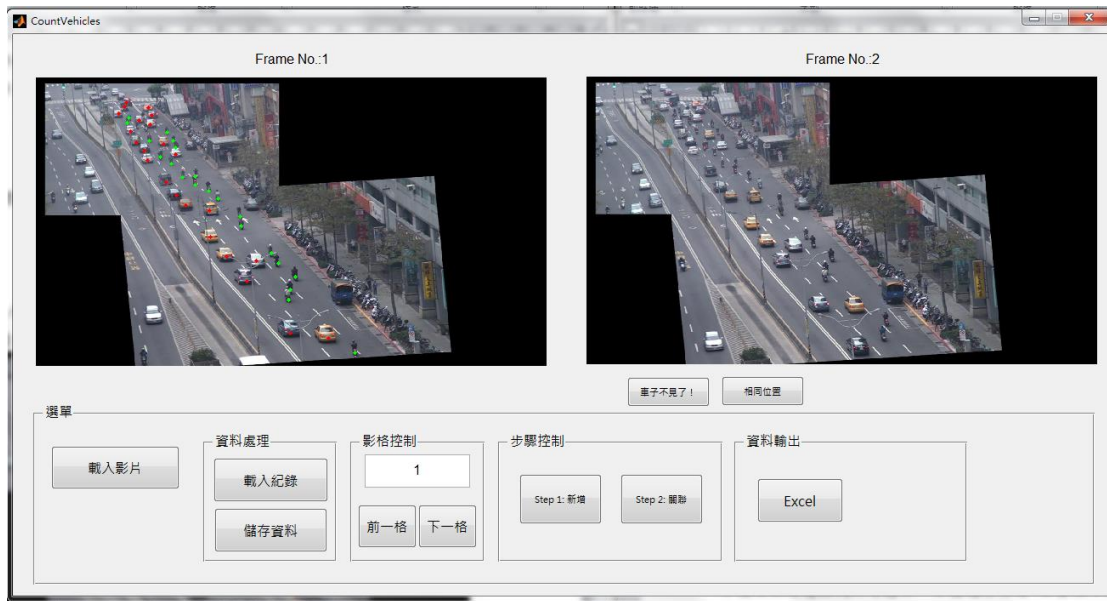 CountVehicles
Frame No.:1
Frame No.:2
車子不見了！
相同位置
選單
載入影片
資料處理
載入紀錄
儲存資料
影格控制
1
前一格
下一格
步驟控制
Step 1: 新增
Step 2: 關聯
資料輸出
Excel